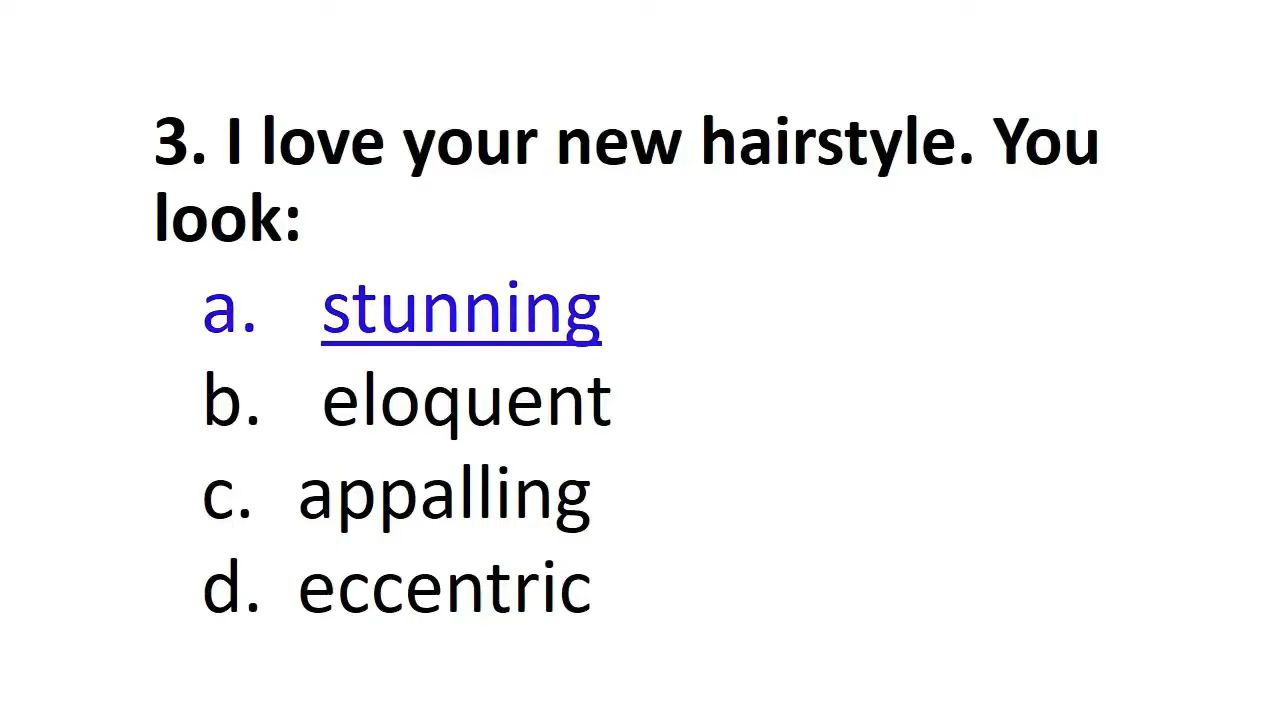 3. I love your new hairstyle. You
look:
a. stunning
b. eloquent
c. appalling
d. eccentric